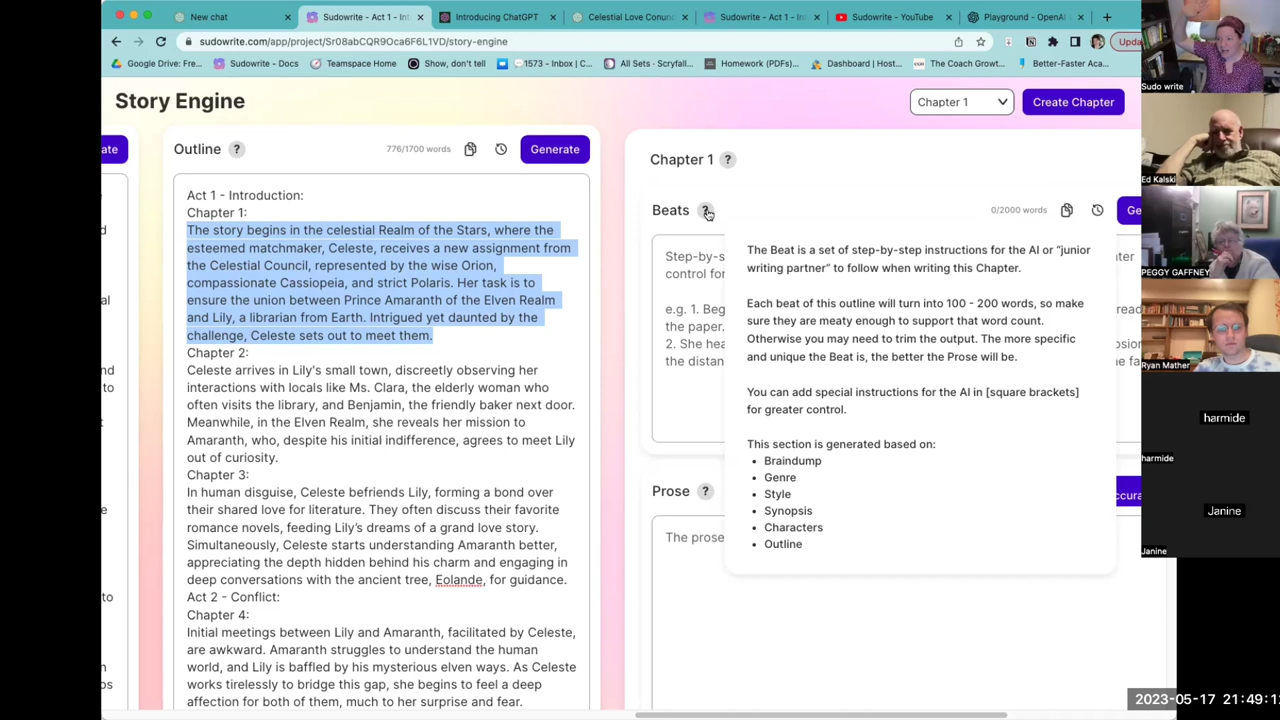 New chat
Sudowrite - Act 1 - Int
Introducing ChatGPT
Celestial Love Conun
Sudowrite - Act 1 - Int
Sudowrite - YouTube
Playground - OpenAI
sudowrite.com/app/project/Sr08abCQR9Oca6F6L1VD/story-engine
Upda
Google Drive: Fre...
Sudowrite - Docs
Teamspace Home
Show, don't tell
1573 - Inbox | C...
All Sets · Scryfall...
Homework (PDFs)...
Dashboard | Host...
The Coach Growt...
Better-Faster Aca...
Story Engine
Chapter 1
Create Chapter
ate
Outline ?
776/1700 words
Generate
Act 1 - Introduction:
Chapter 1:
The story begins in the celestial Realm of the Stars, where the
esteemed matchmaker, Celeste, receives a new assignment from
the Celestial Council, represented by the wise Orion,
compassionate Cassiopeia, and strict Polaris. Her task is to
ensure the union between Prince Amaranth of the Elven Realm
and Lily, a librarian from Earth. Intrigued yet daunted by the
challenge, Celeste sets out to meet them.
Chapter 2:
Celeste arrives in Lily's small town, discreetly observing her
interactions with locals like Ms. Clara, the elderly woman who
often visits the library, and Benjamin, the friendly baker next door.
Meanwhile, in the Elven Realm, she reveals her mission to
Amaranth, who, despite his initial indifference, agrees to meet Lily
out of curiosity.
Chapter 3:
In human disguise, Celeste befriends Lily, forming a bond over
their shared love for literature. They often discuss their favorite
romance novels, feeding Lily's dreams of a grand love story.
Simultaneously, Celeste starts understanding Amaranth better,
appreciating the depth hidden behind his charm and engaging in
deep conversations with the ancient tree, Eolande, for guidance.
Act 2 - Conflict:
Chapter 4:
Initial meetings between Lily and Amaranth, facilitated by Celeste,
are awkward. Amaranth struggles to understand the human
world, and Lily is baffled by his mysterious elven ways. As Celeste
works tirelessly to bridge this gap, she begins to feel a deep
affection for both of them, much to her surprise and fear.
Chapter 1 ?
Beats ?
0/2000 words
Ge
Step-by-s
control for
e.g. 1. Beg
the paper.
2. She hea
the distan
The Beat is a set of step-by-step instructions for the AI or “junior
writing partner” to follow when writing this Chapter.
Each beat of this outline will turn into 100 - 200 words, so make
sure they are meaty enough to support that word count.
Otherwise you may need to trim the output. The more specific
and unique the Beat is, the better the Prose will be.
You can add special instructions for the AI in [square brackets]
for greater control.
This section is generated based on:
• Braindump
• Genre
• Style
• Synopsis
• Characters
• Outline
Prose ?
ccura
The prose
Sudo write
Ed Kalski
PEGGY GAFFNEY
Ryan Mather
harmide
harmide
Janine
Janine